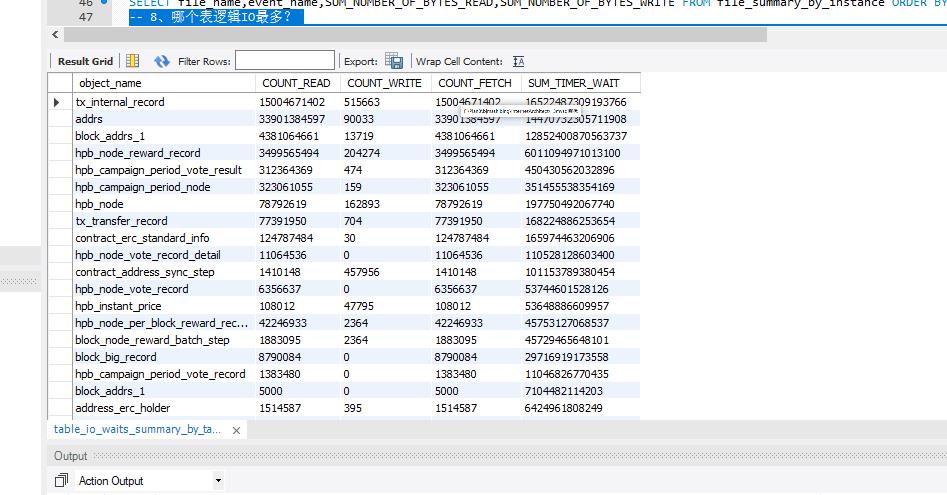 46 SELECT file_name,event_name,SUM_NUMBER_OF_BYTES_READ,SUM_NUMBER_OF_BYTES_WRITE FROM file_summary_by_instance ORDER BY
47 -- 8、哪个表逻辑IO最多？
Result Grid Filter Rows: Export: Wrap Cell Content:
object_name COUNT_READ COUNT_WRITE COUNT_FETCH SUM_TIMER_WAIT
tx_internal_record 15004671402 515663 15004671402 16522487309193766
addrs 33901384597 90033 33901384597 14470732305711908
block_addrs_1 4381064661 13719 4381064661 12852400870563737
hpb_node_reward_record 3499565494 204274 3499565494 6011094971013100
hpb_campaign_period_vote_result 312364369 474 312364369 450430562032896
hpb_campaign_period_node 323061055 159 323061055 351455538354169
hpb_node 78792619 162893 78792619 197750492067740
tx_transfer_record 77391950 704 77391950 168224886253654
contract_erc_standard_info 124787484 30 124787484 165974463206906
hpb_node_vote_record_detail 11064536 0 11064536 110528128603400
contract_address_sync_step 1410148 457956 1410148 101153789380454
hpb_node_vote_record 6356637 0 6356637 53744601528126
hpb_instant_price 108012 47795 108012 53648886609957
hpb_node_per_block_reward_rec... 42246933 2364 42246933 45753127068537
block_node_reward_batch_step 1883095 2364 1883095 45729465648101
block_big_record 8790084 0 8790084 29716919173558
hpb_campaign_period_vote_record 1383480 0 1383480 11046826770435
block_addrs_1 5000 0 5000 7104482114203
address_erc_holder 1514587 395 1514587 6424961808249
table_io_waits_summary_by_ta...
Output
Action Output